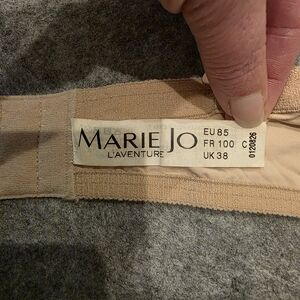 MARIE JO
L'AVENTURE
EU 85
FR 100 C
UK 38
0120826